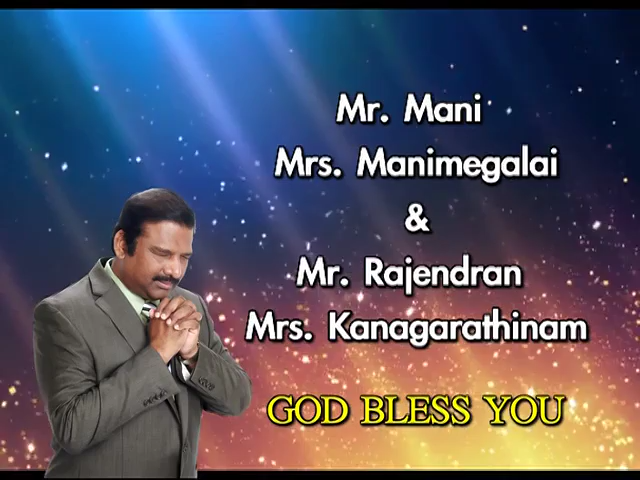 Mr. Mani
Mrs. Manimegalai
&
Mr. Rajendran
Mrs. Kanagarathinam
GOD BLESS YOU